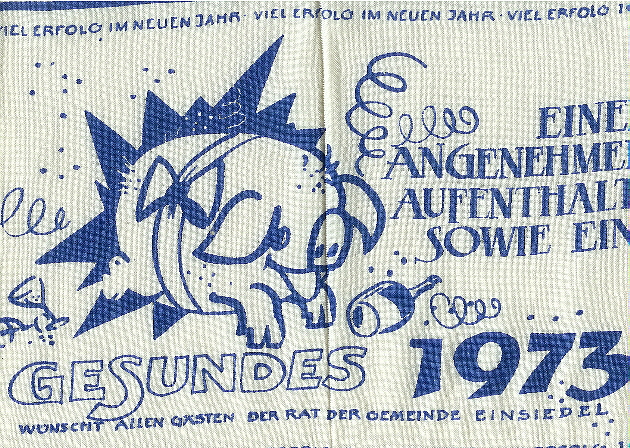 VIEL ERFOLG IM NEUEN JAHR · VIEL ERFOLG IM NEUEN JAHR · VIEL ERFOLG
EINE
ANGENEHME
AUFENTHALT
SOWIE EIN
GESUNDES 1973
WÜNSCHT ALLEN GÄSTEN DER RAT DER GEMEINDE EINSIEDEL